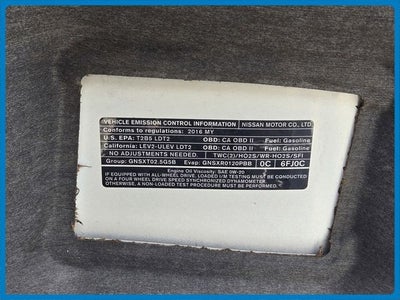 VEHICLE EMISSION CONTROL INFORMATION NISSAN MOTOR CO., LTD
Conforms to regulations: 2016 MY
U.S. EPA: T2B5 LDT2 OBD: CA OBD II Fuel: Gasoline
California: LEV2-ULEV LDT2 OBD: CA OBD II Fuel: Gasoline
NO ADJUSTMENTS NEEDED. TWC(2)/HO2S/WR-HO2S/SFI
Group: GNSXT02.5G5B Evap: GNSXR0120PBB 0C 6FJ0C
Engine Oil Viscosity: SAE 0W-20
IF EQUIPPED WITH ALL-WHEEL DRIVE, LOADED I/M TESTING MUST BE CONDUCTED
ON A FOUR WHEEL DRIVE SPEED SYNCHRONIZED DYNAMOMETER,
OTHERWISE A NON-LOADED TEST PROCEDURE MUST BE PERFORMED.